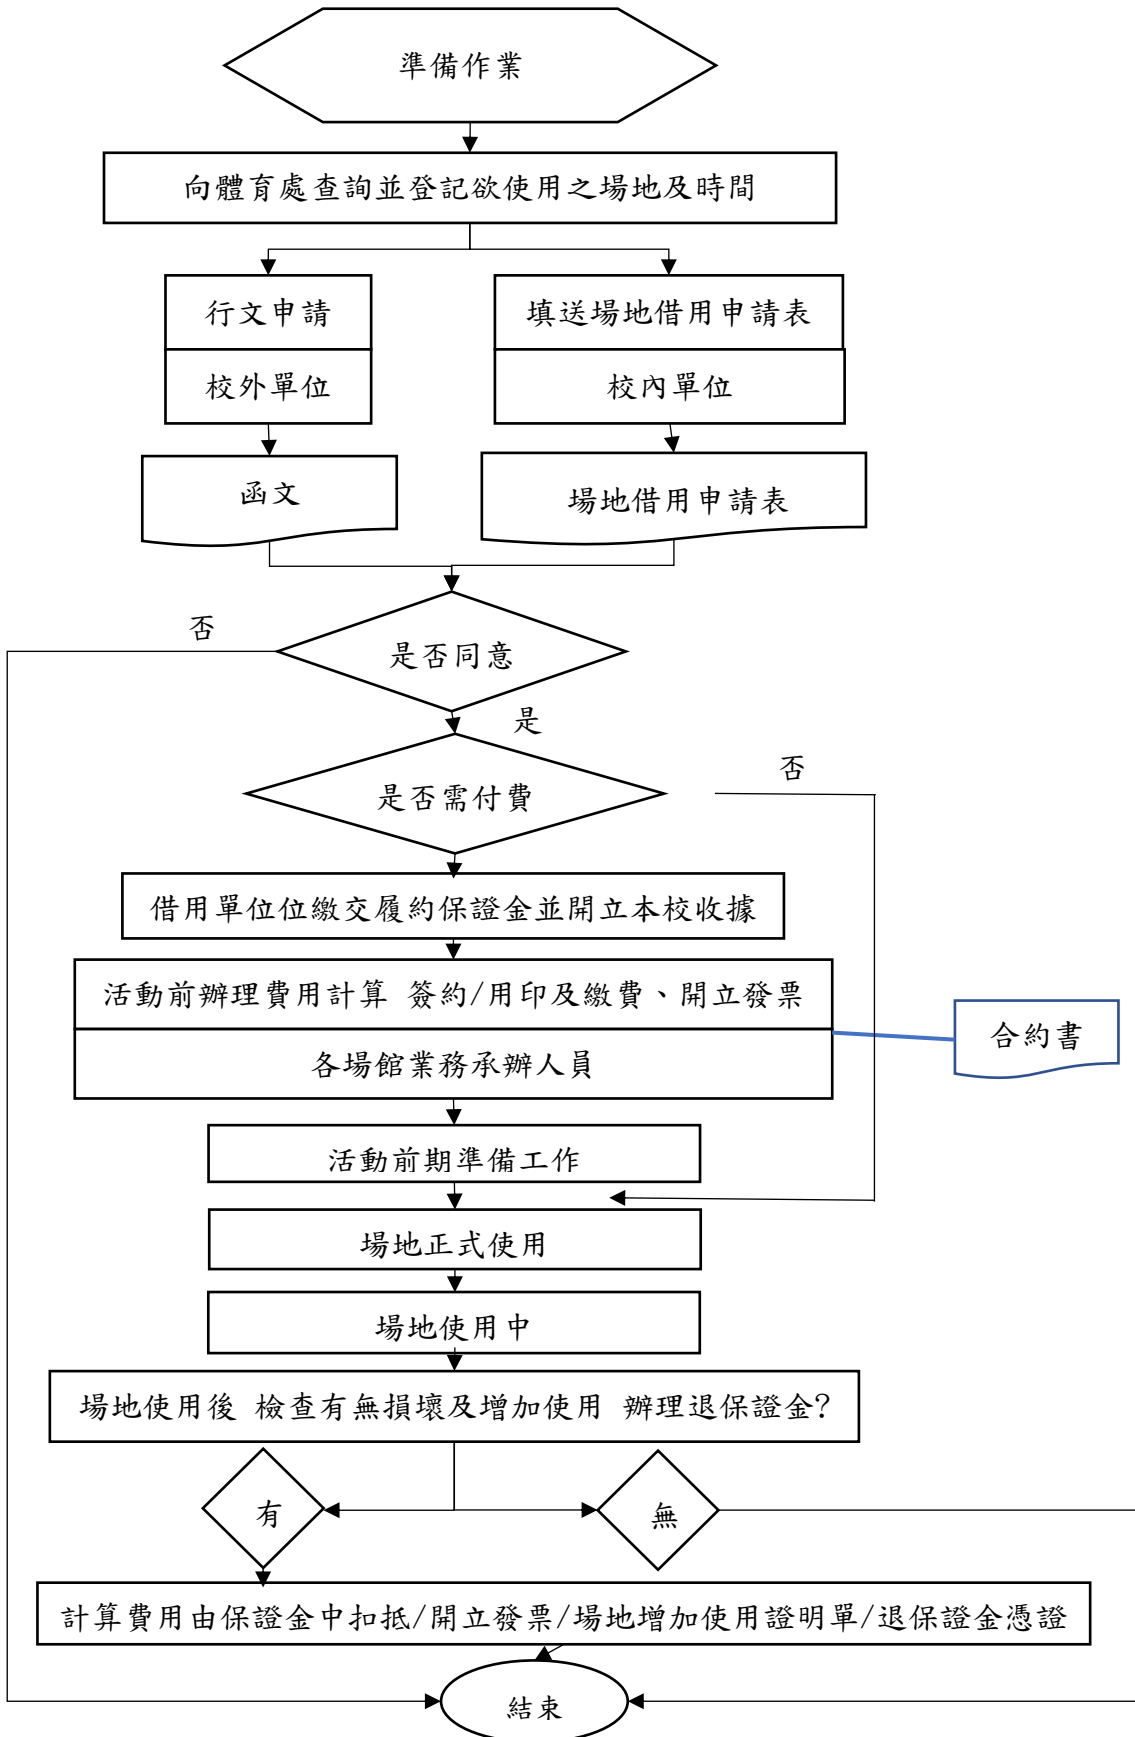 準備作業
向體育處查詢並登記欲使用之場地及時間
行文申請
填送場地借用申請表
校外單位
校內單位
函文
場地借用申請表
否
是否同意
是
否
是否需付費
借用單位位繳交履約保證金並開立本校收據
活動前辦理費用計算 簽約/用印及繳費、開立發票
合約書
各場館業務承辦人員
活動前期準備工作
場地正式使用
場地使用中
場地使用後 檢查有無損壞及增加使用 辦理退保證金?
有
無
計算費用由保證金中扣抵/開立發票/場地增加使用證明單/退保證金憑證
結束